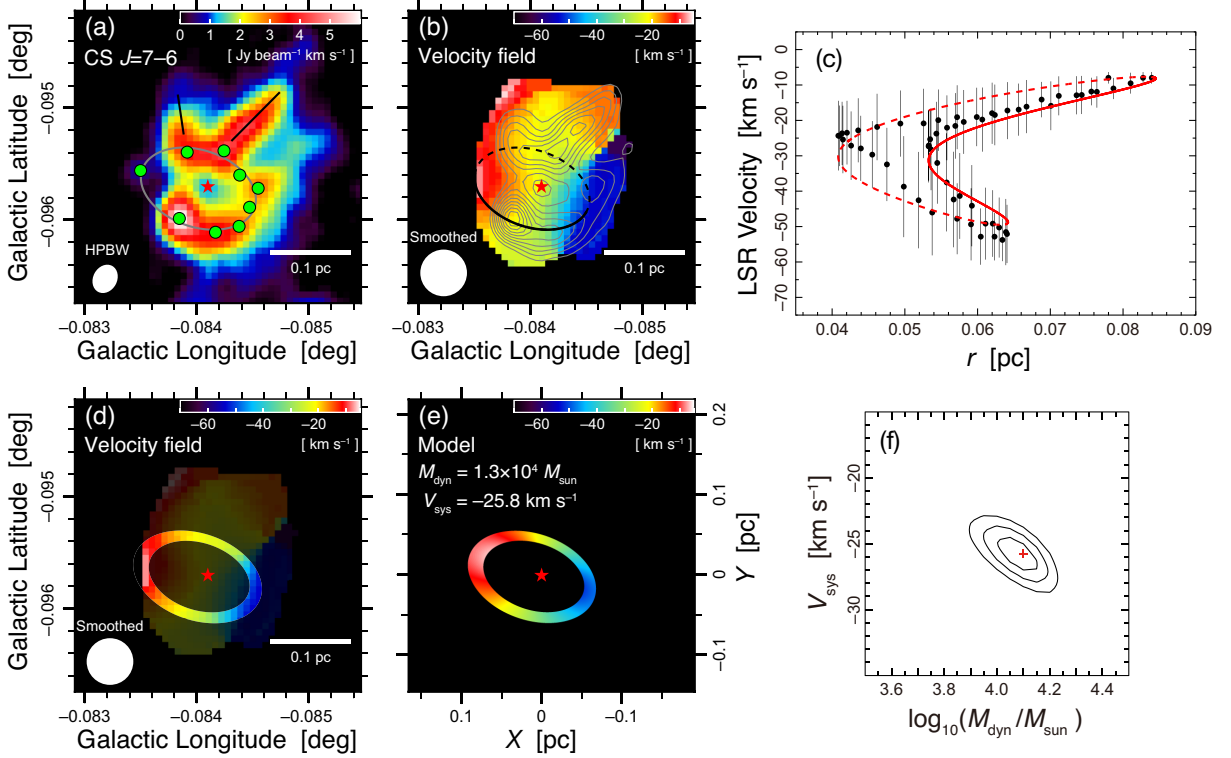 (a)
0 1 2 3 4 5
CS J=7–6
[ Jy beam⁻¹ km s⁻¹ ]
HPBW
0.1 pc
−0.095
−0.096
Galactic Latitude [deg]
−0.083 −0.084 −0.085
Galactic Longitude [deg]
(b)
−60 −40 −20
Velocity field
[ km s⁻¹ ]
Smoothed
0.1 pc
−0.083 −0.084 −0.085
Galactic Longitude [deg]
(c)
LSR Velocity [km s⁻¹]
0
−10
−20
−30
−40
−50
−60
−70
0.04 0.05 0.06 0.07 0.08 0.09
r [pc]
(d)
−60 −40 −20
Velocity field
[ km s⁻¹ ]
Smoothed
0.1 pc
−0.095
−0.096
Galactic Latitude [deg]
−0.083 −0.084 −0.085
Galactic Longitude [deg]
(e)
−60 −40 −20
Model
[ km s⁻¹ ]
Mdyn = 1.3×10⁴ Msun
Vsys = −25.8 km s⁻¹
0.2
0.1
0
−0.1
Y [pc]
0.1 0 −0.1
X [pc]
(f)
Vsys [km s⁻¹]
−20
−25
−30
3.6 3.8 4.0 4.2 4.4
log₁₀(Mdyn/Msun )